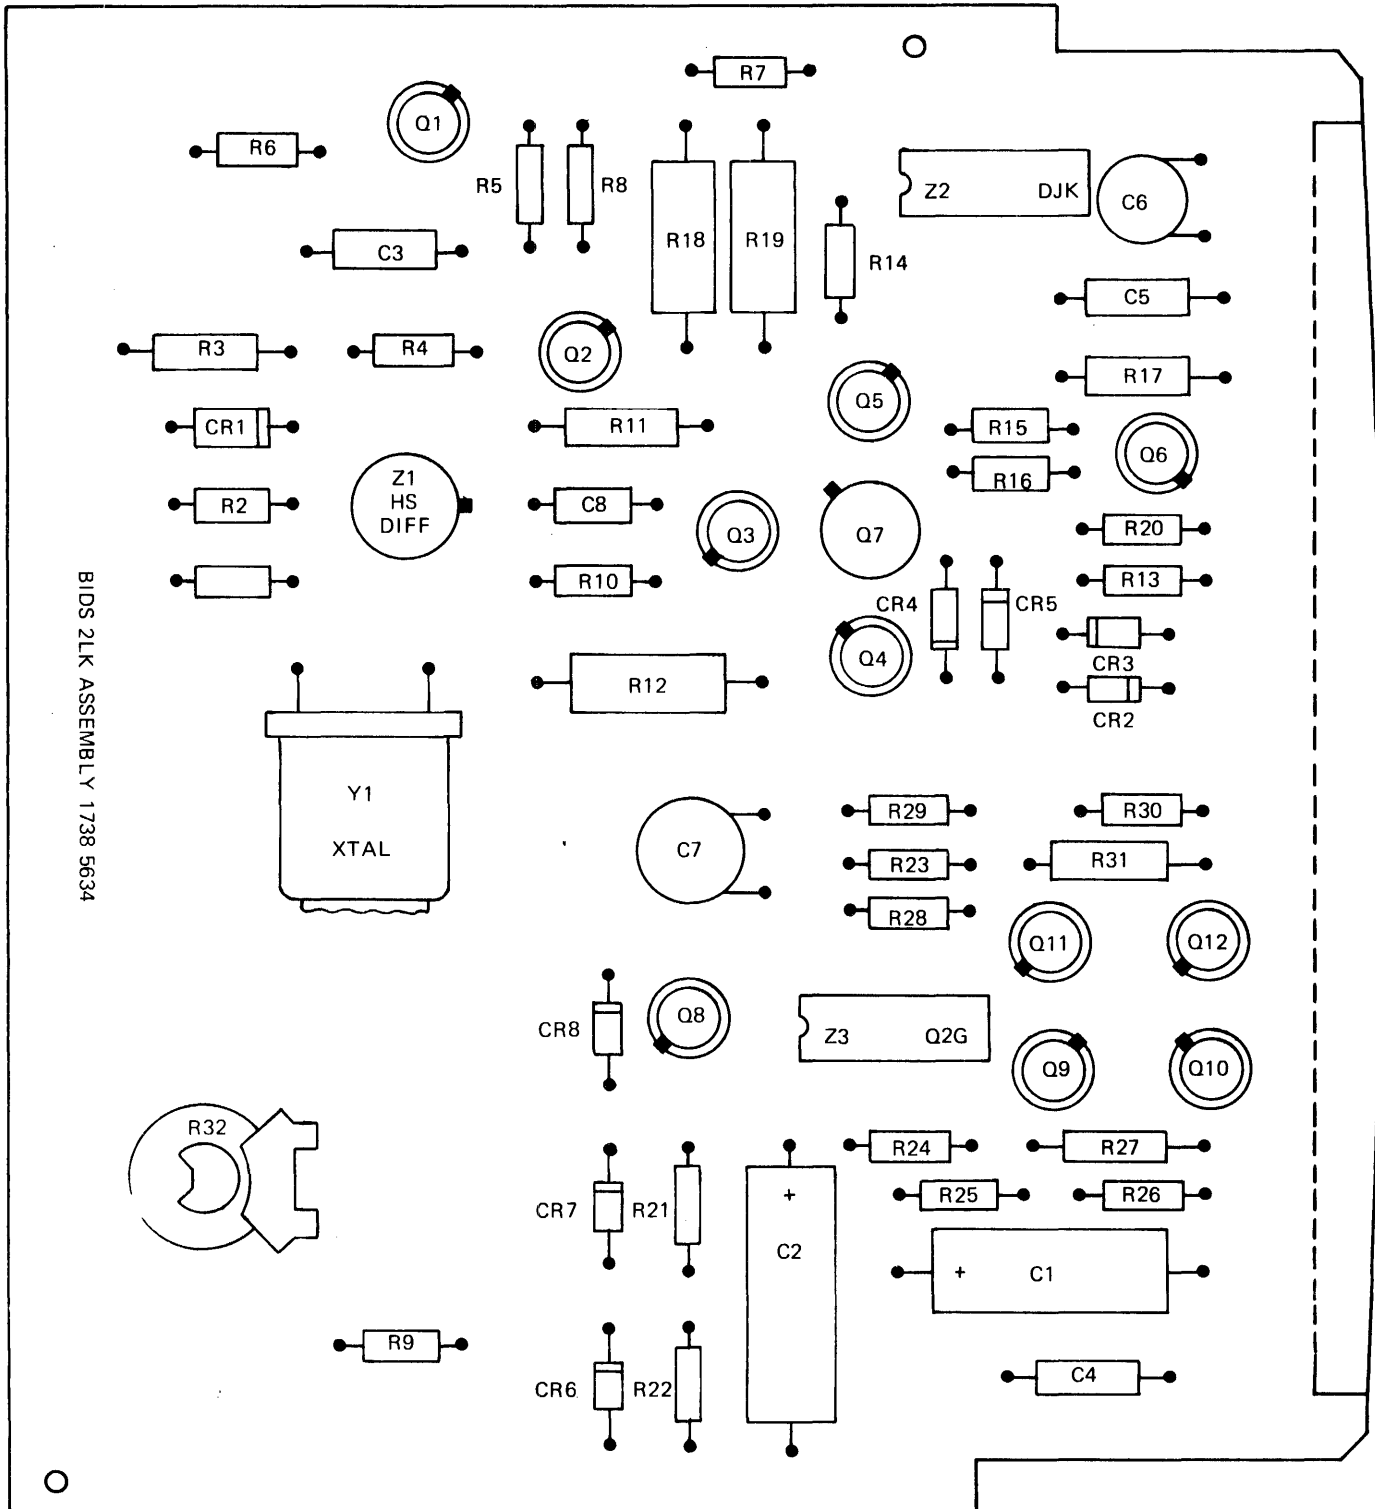 R7
Q1
R6
R5
R8
Z2 DJK
C6
C3
R18
R19
R14
C5
R3
R4
Q2
R17
Q5
CR1
R11
R15
Q6
R16
Z1
HS
DIFF
R2
C8
Q3
Q7
R20
R10
R13
CR4
CR5
BIDS 2LK ASSEMBLY 1738 5634
Q4
CR3
R12
CR2
Y1
XTAL
R29
R30
C7
R23
R31
R28
Q11
Q12
CR8
Q8
Z3 Q2G
Q9
Q10
R32
R24
R27
R25
R26
CR7
R21
+
C2
+ C1
R9
CR6
R22
C4